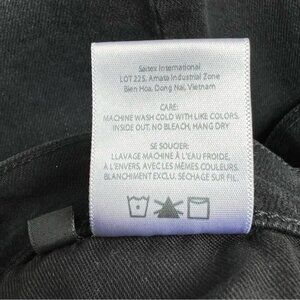 Saitex International
LOT 225, Amata Industrial Zone
Bien Hoa, Dong Nai, Vietnam
CARE:
MACHINE WASH COLD WITH LIKE COLORS,
INSIDE OUT, NO BLEACH, HANG DRY
SE SOUCIER:
LLAVAGE MACHINE À L'EAU FROIDE,
À L'ENVERS, AVEC LES MÊMES COULEURS,
BLANCHIMENT EXCLU. SÉCHAGE SUR FIL.